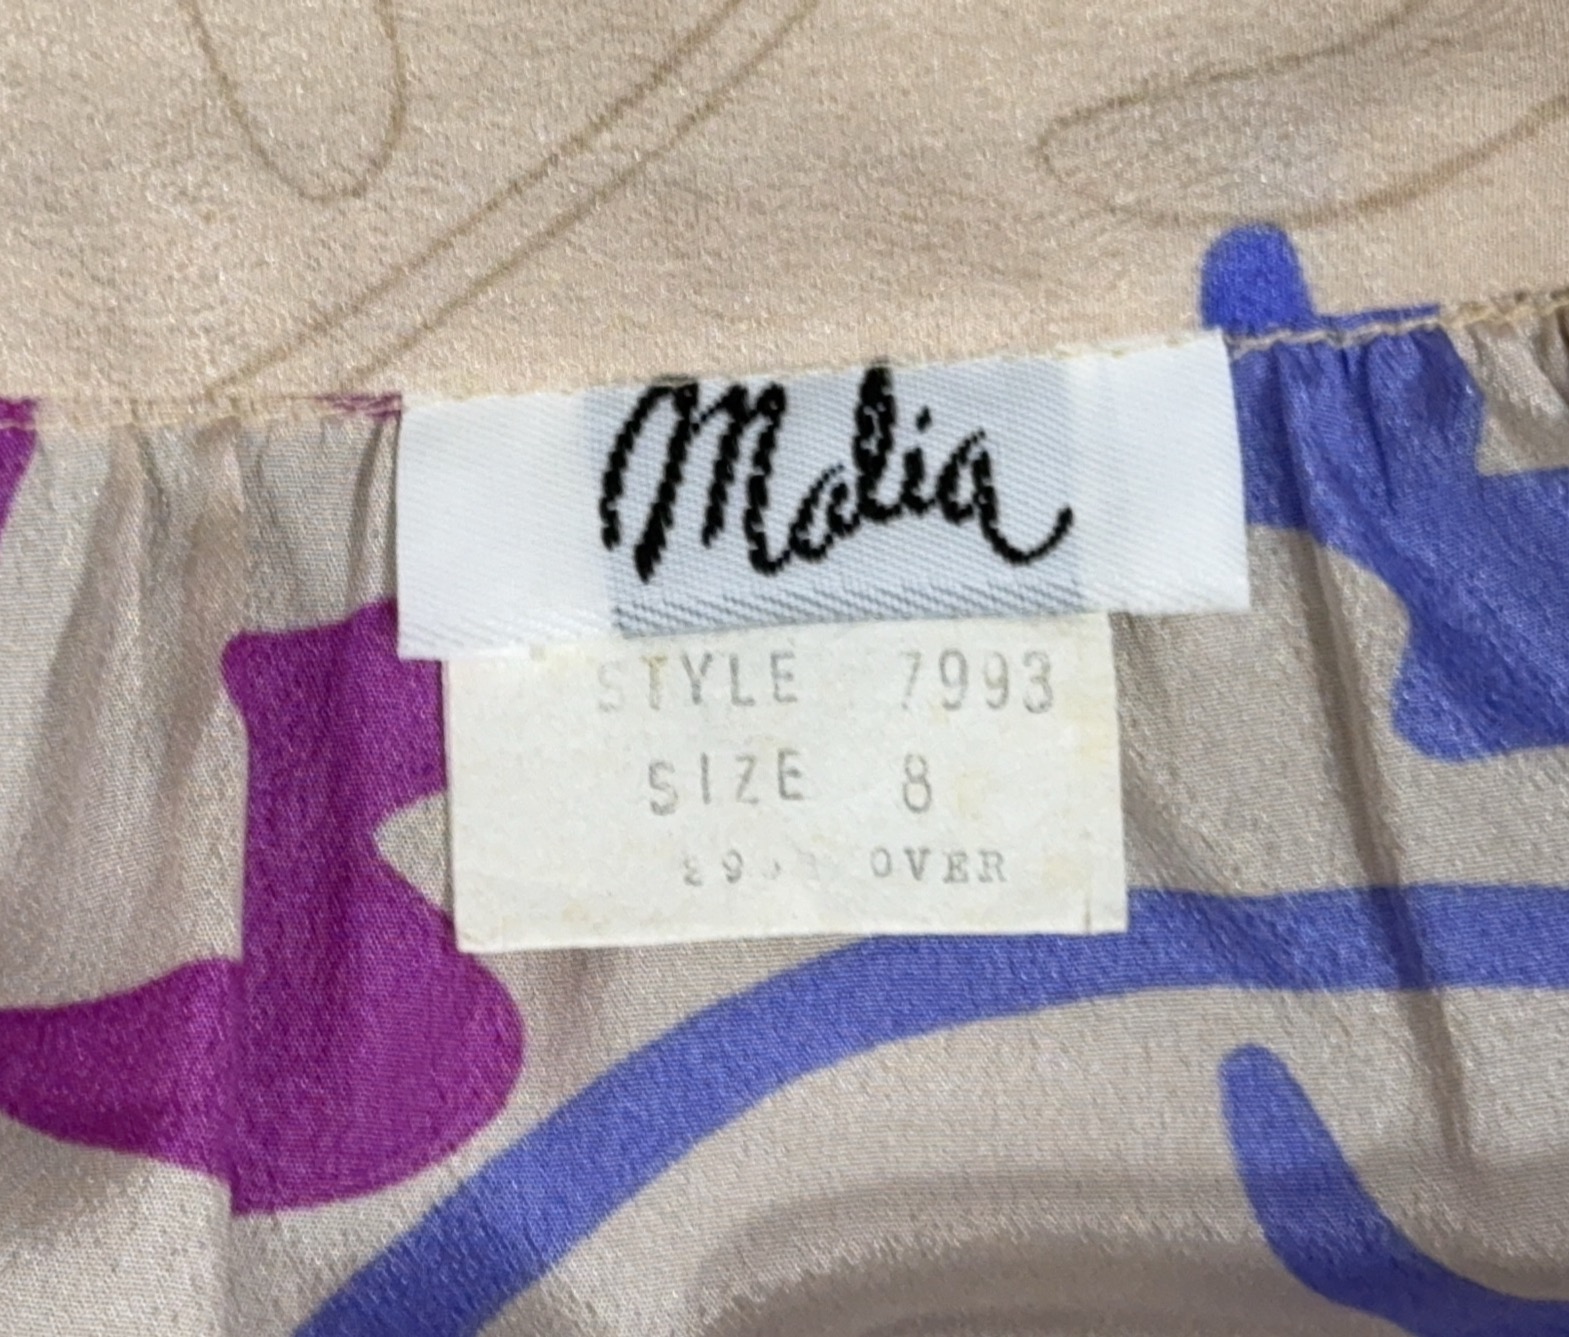 Malia
STYLE 7993
SIZE 8
OVER